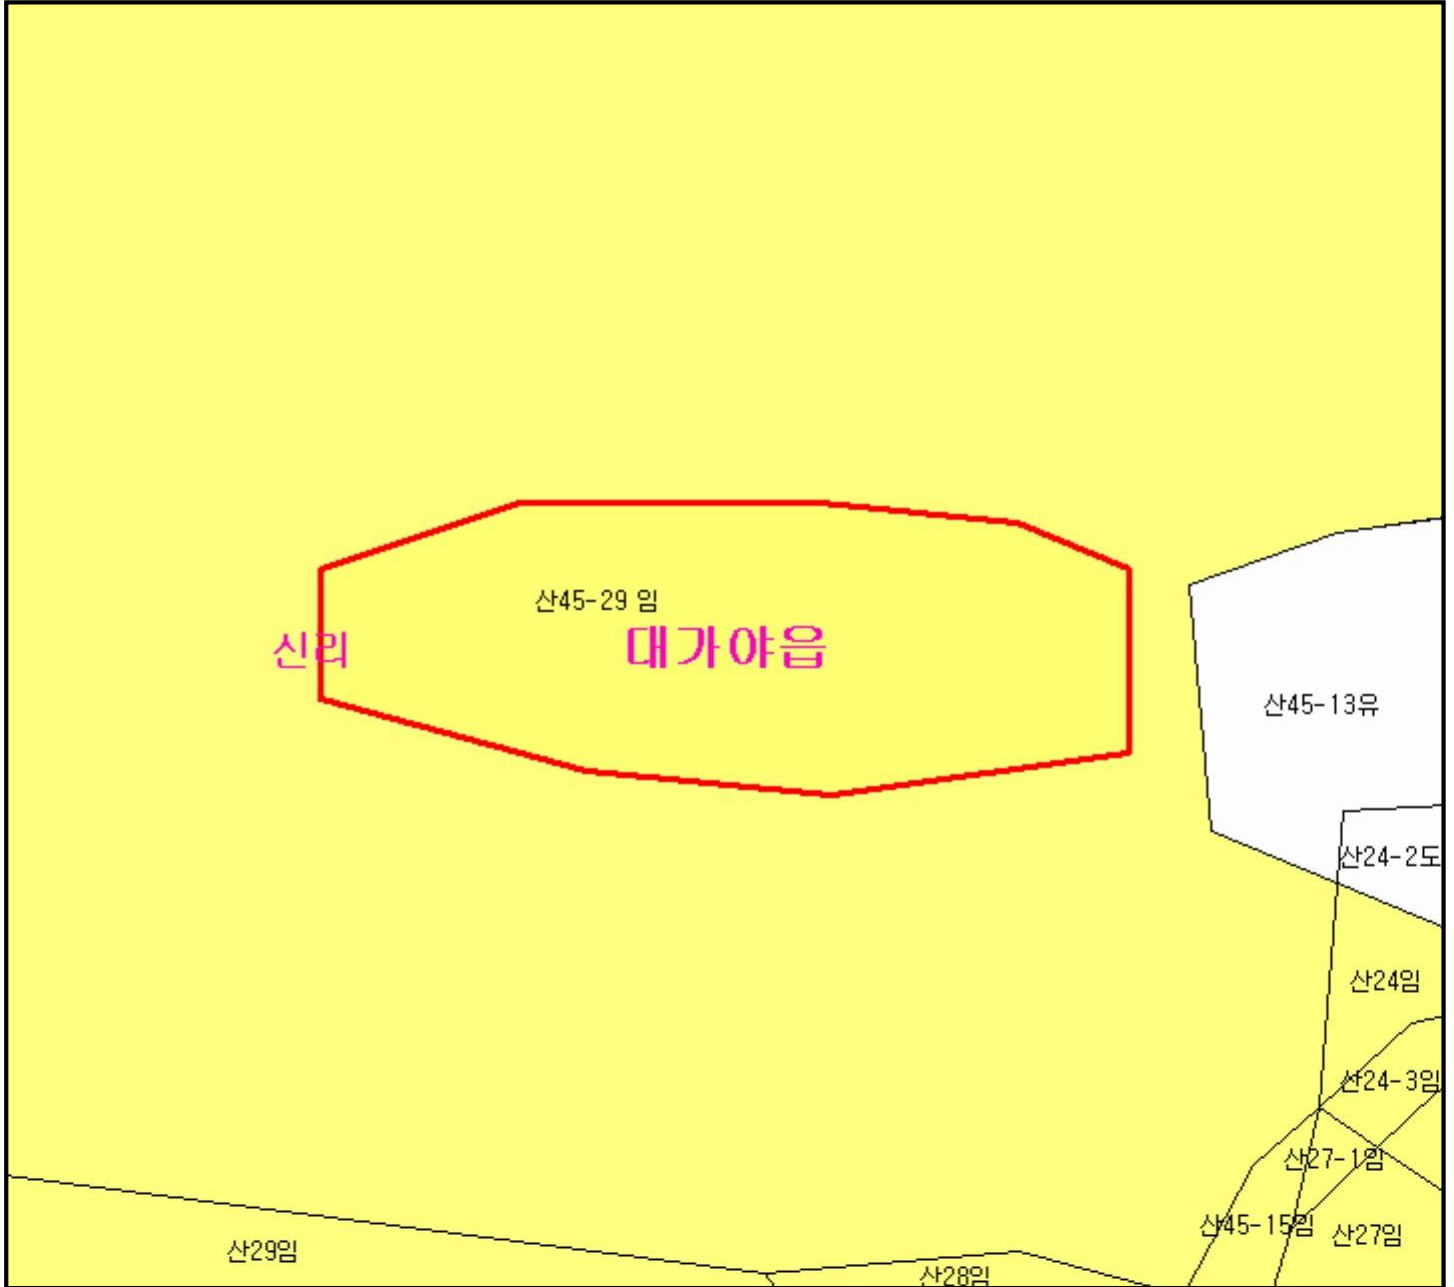 산45-29 임
신리
대가야읍
산45-13유
산24-2도
산24임
산24-3임
산27-1임
산45-15임
산27임
산29임
산28임